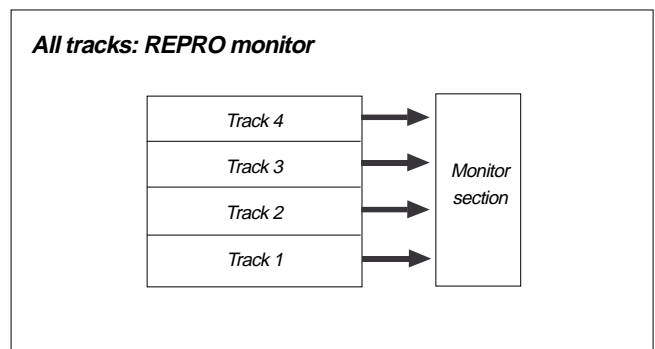 All tracks: REPRO monitor
Track 4
Track 3
Track 2
Track 1
Monitor
section